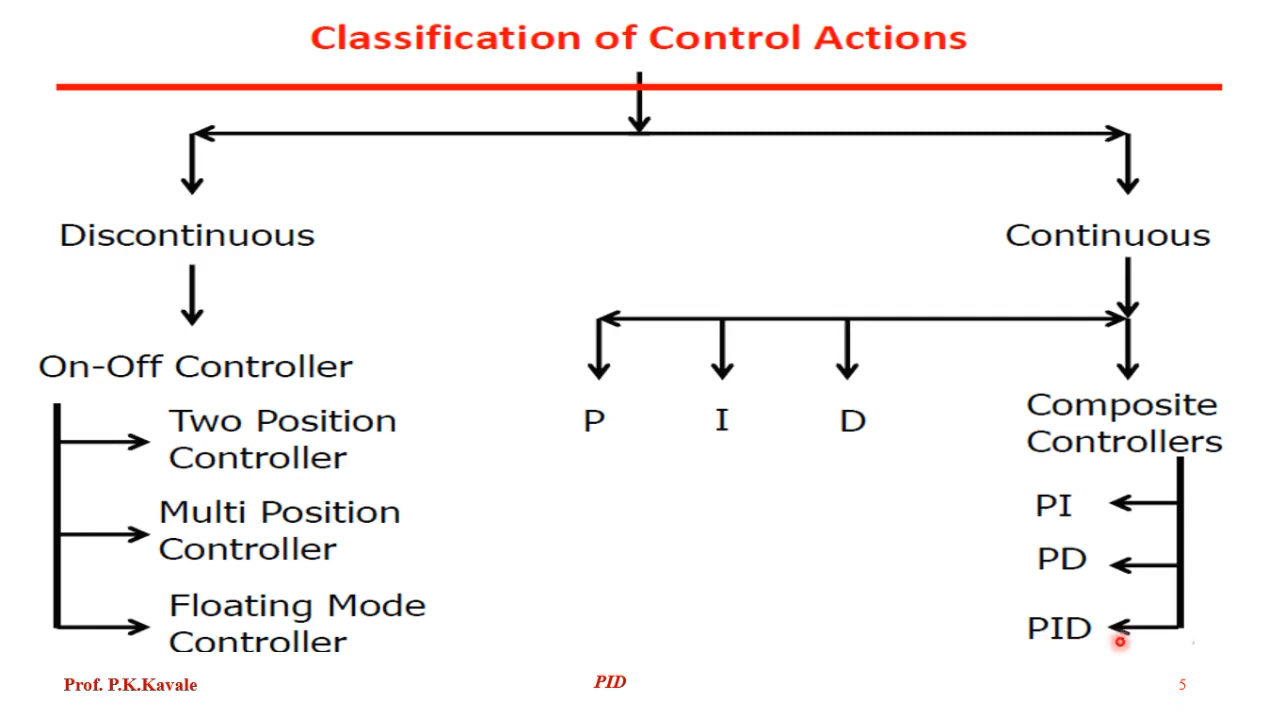 Classification of Control Actions
Discontinuous
Continuous
On-Off Controller
Two Position
Controller
Multi Position
Controller
Floating Mode
Controller
P
I
D
Composite
Controllers
PI
PD
PID
Prof. P.K.Kavale
PID
5